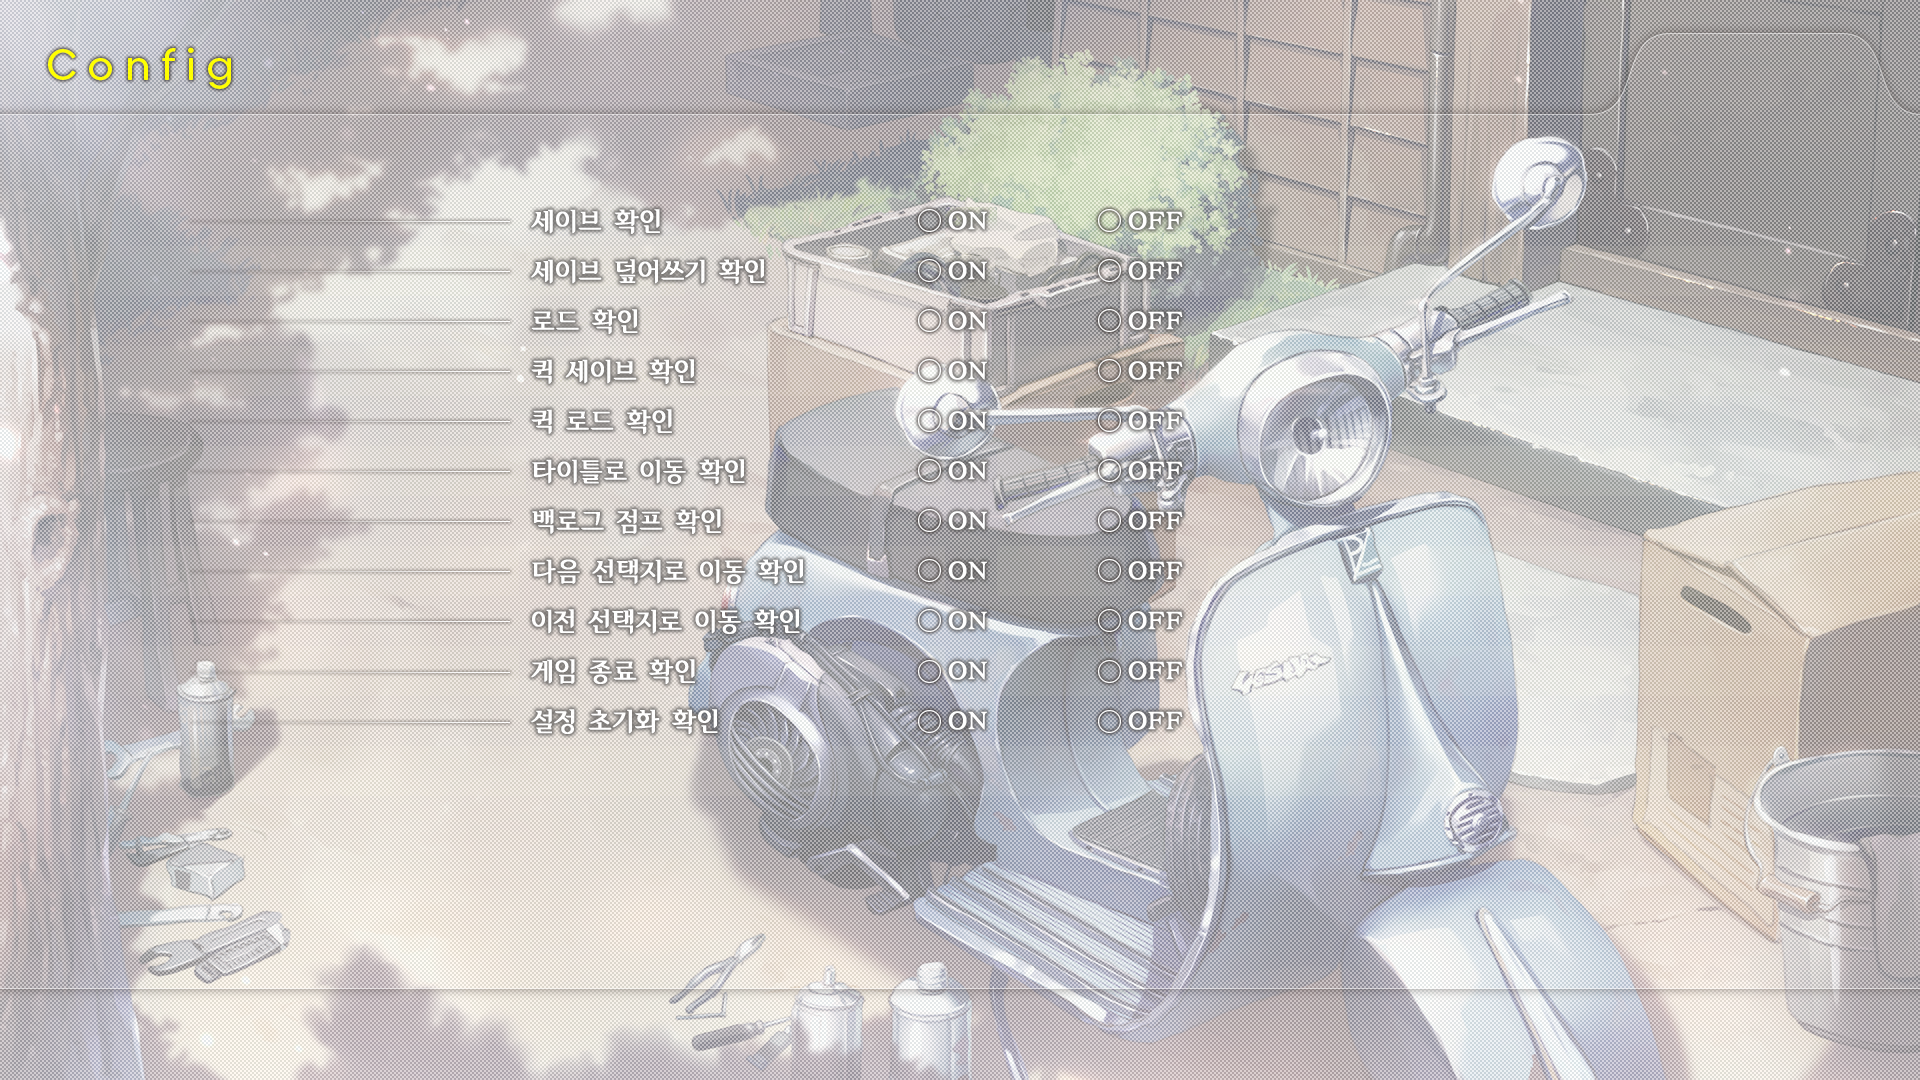 Config
세이브 확인 ○ON ○OFF
세이브 덮어쓰기 확인 ○ON ○OFF
로드 확인 ○ON ○OFF
퀵 세이브 확인 ○ON ○OFF
퀵 로드 확인 ○ON ○OFF
타이틀로 이동 확인 ○ON ○OFF
백로그 점프 확인 ○ON ○OFF
다음 선택지로 이동 확인 ○ON ○OFF
이전 선택지로 이동 확인 ○ON ○OFF
게임 종료 확인 ○ON ○OFF
설정 초기화 확인 ○ON ○OFF